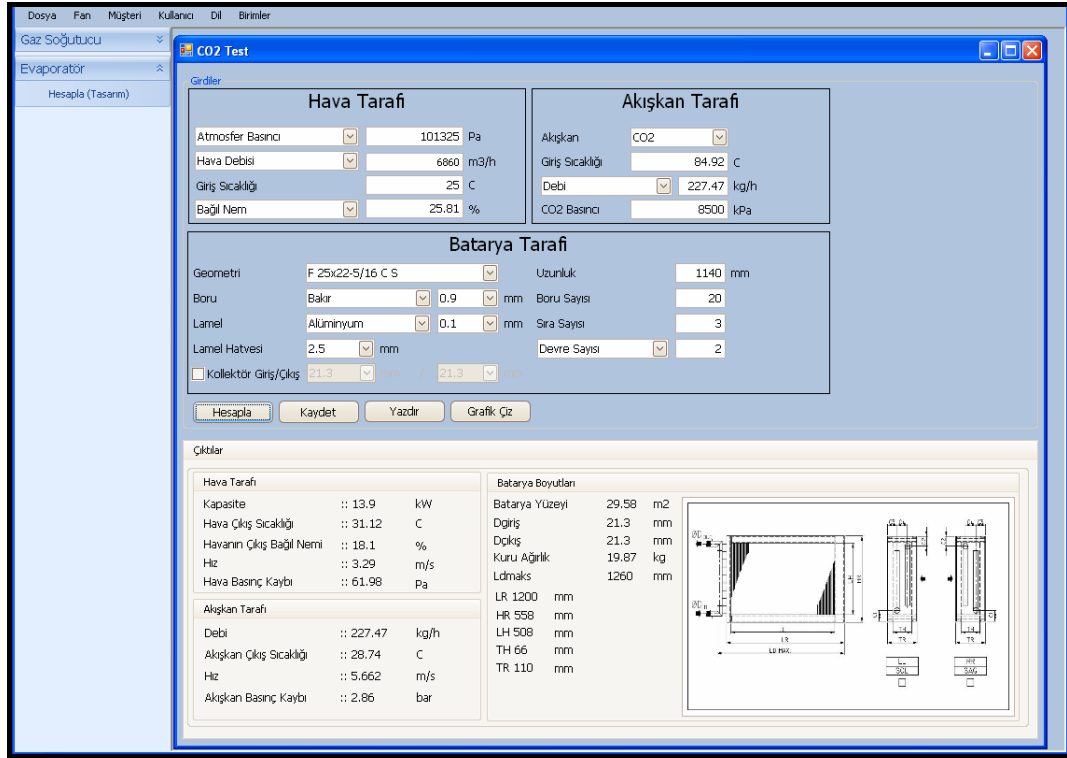 Dosya Fan Müşteri Kullanıcı Dil Birimler
Gaz Soğutucu
Evaporatör
Hesapla (Tasarım)
CO2 Test
Girdiler
Hava Tarafı
Atmosfer Basıncı 101325 Pa
Hava Debisi 6860 m3/h
Giriş Sıcaklığı 25 C
Bağıl Nem 25.81 %
Akışkan Tarafı
Akışkan CO2
Giriş Sıcaklığı 84.92 C
Debi 227.47 kg/h
CO2 Basıncı 8500 kPa
Batarya Tarafı
Geometri F 25x22-5/16 C S Uzunluk 1140 mm
Boru Bakır 0.9 mm Boru Sayısı 20
Lamel Alüminyum 0.1 mm Sıra Sayısı 3
Lamel Hatvesi 2.5 mm Devre Sayısı 2
Kollektör Giriş/Çıkış 21.3 21.3
Hesapla Kaydet Yazdır Grafik Çiz
Çıktılar
Hava Tarafı
Kapasite :: 13.9 kW
Hava Çıkış Sıcaklığı :: 31.12 C
Havanın Çıkış Bağıl Nemi :: 18.1 %
Hız :: 3.29 m/s
Hava Basınç Kaybı :: 61.98 Pa
Akışkan Tarafı
Debi :: 227.47 kg/h
Akışkan Çıkış Sıcaklığı :: 28.74 C
Hız :: 5.662 m/s
Akışkan Basınç Kaybı :: 2.86 bar
Batarya Boyutları
Batarya Yüzeyi 29.58 m2
Dgiriş 21.3 mm
Dçıkış 21.3 mm
Kuru Ağırlık 19.87 kg
Ldmaks 1260 mm
LR 1200 mm
HR 558 mm
LH 508 mm
TH 66 mm
TR 110 mm
L
LR
LD MAX.
TH TH
TR TR
SOL SAĞ